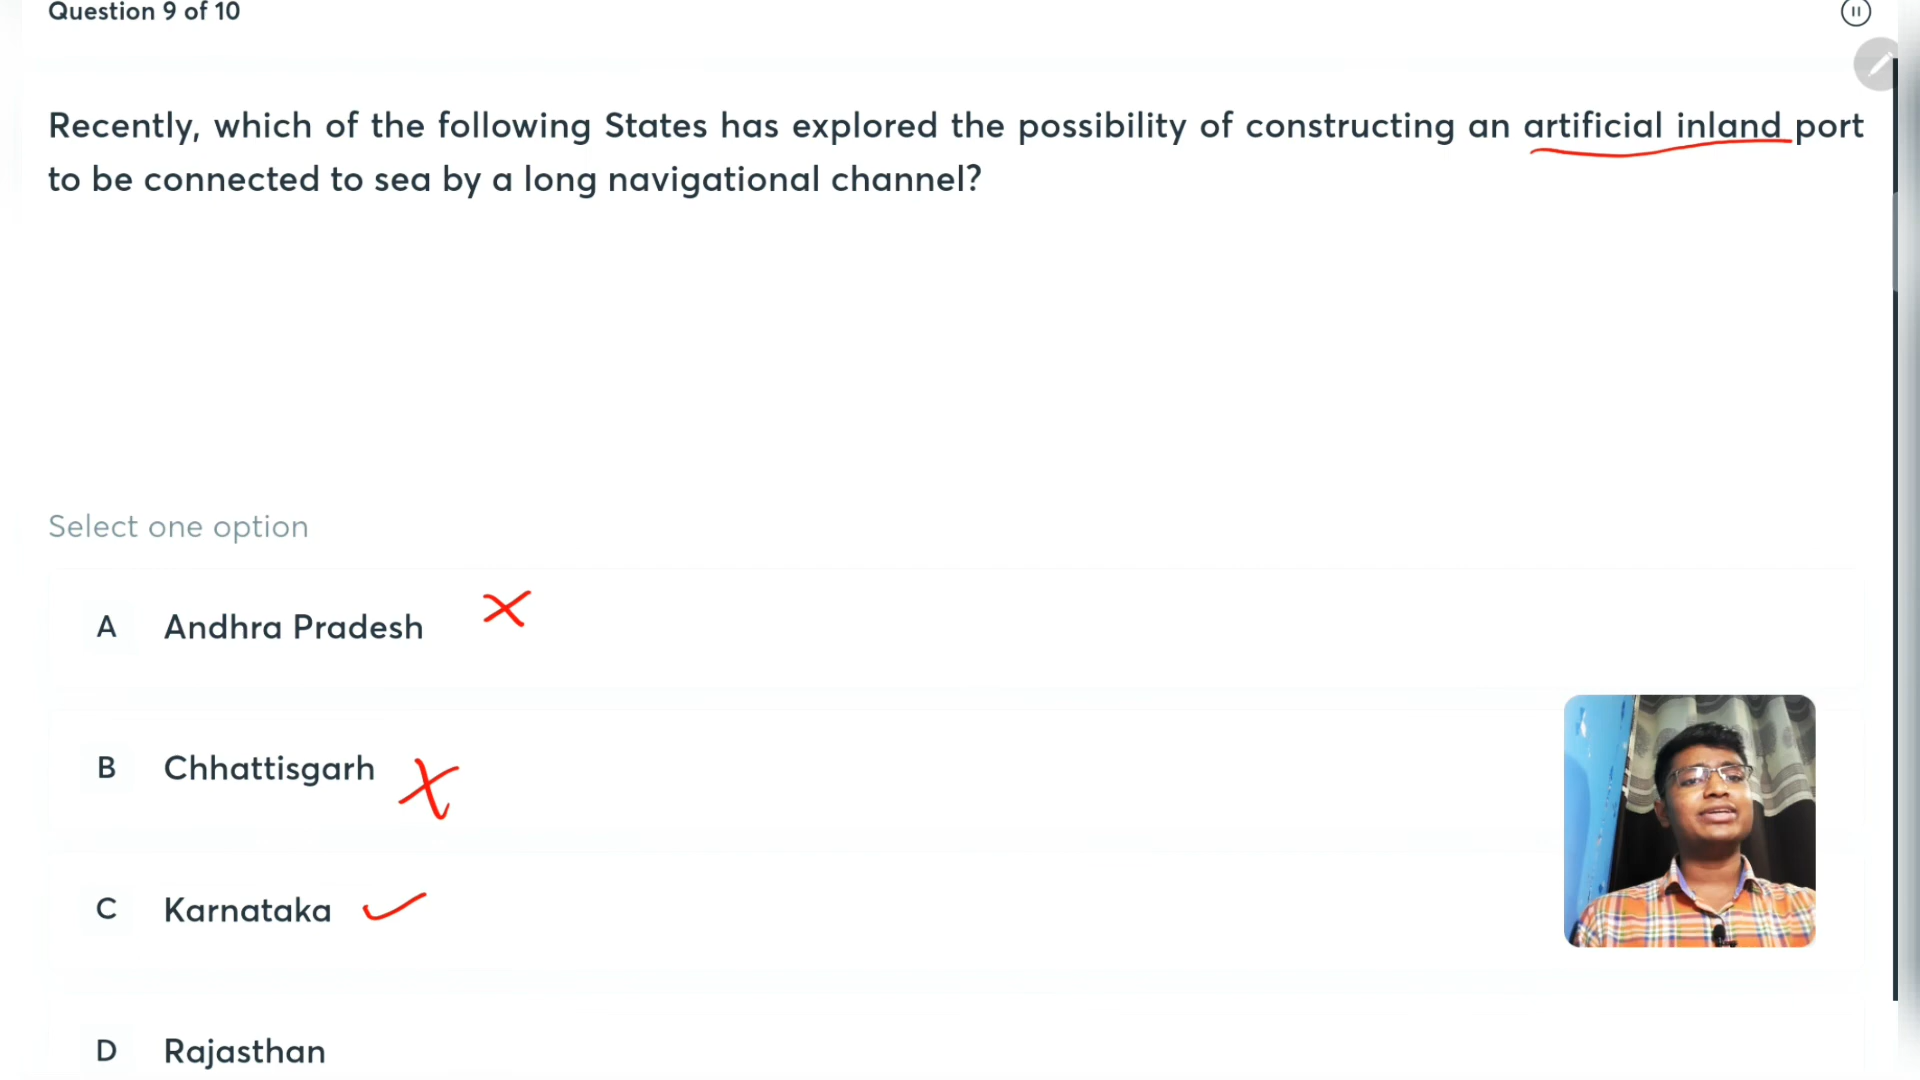 Question 9 of 10
Recently, which of the following States has explored the possibility of constructing an artificial inland port
to be connected to sea by a long navigational channel?
Select one option
A Andhra Pradesh
B Chhattisgarh
C Karnataka
D Rajasthan